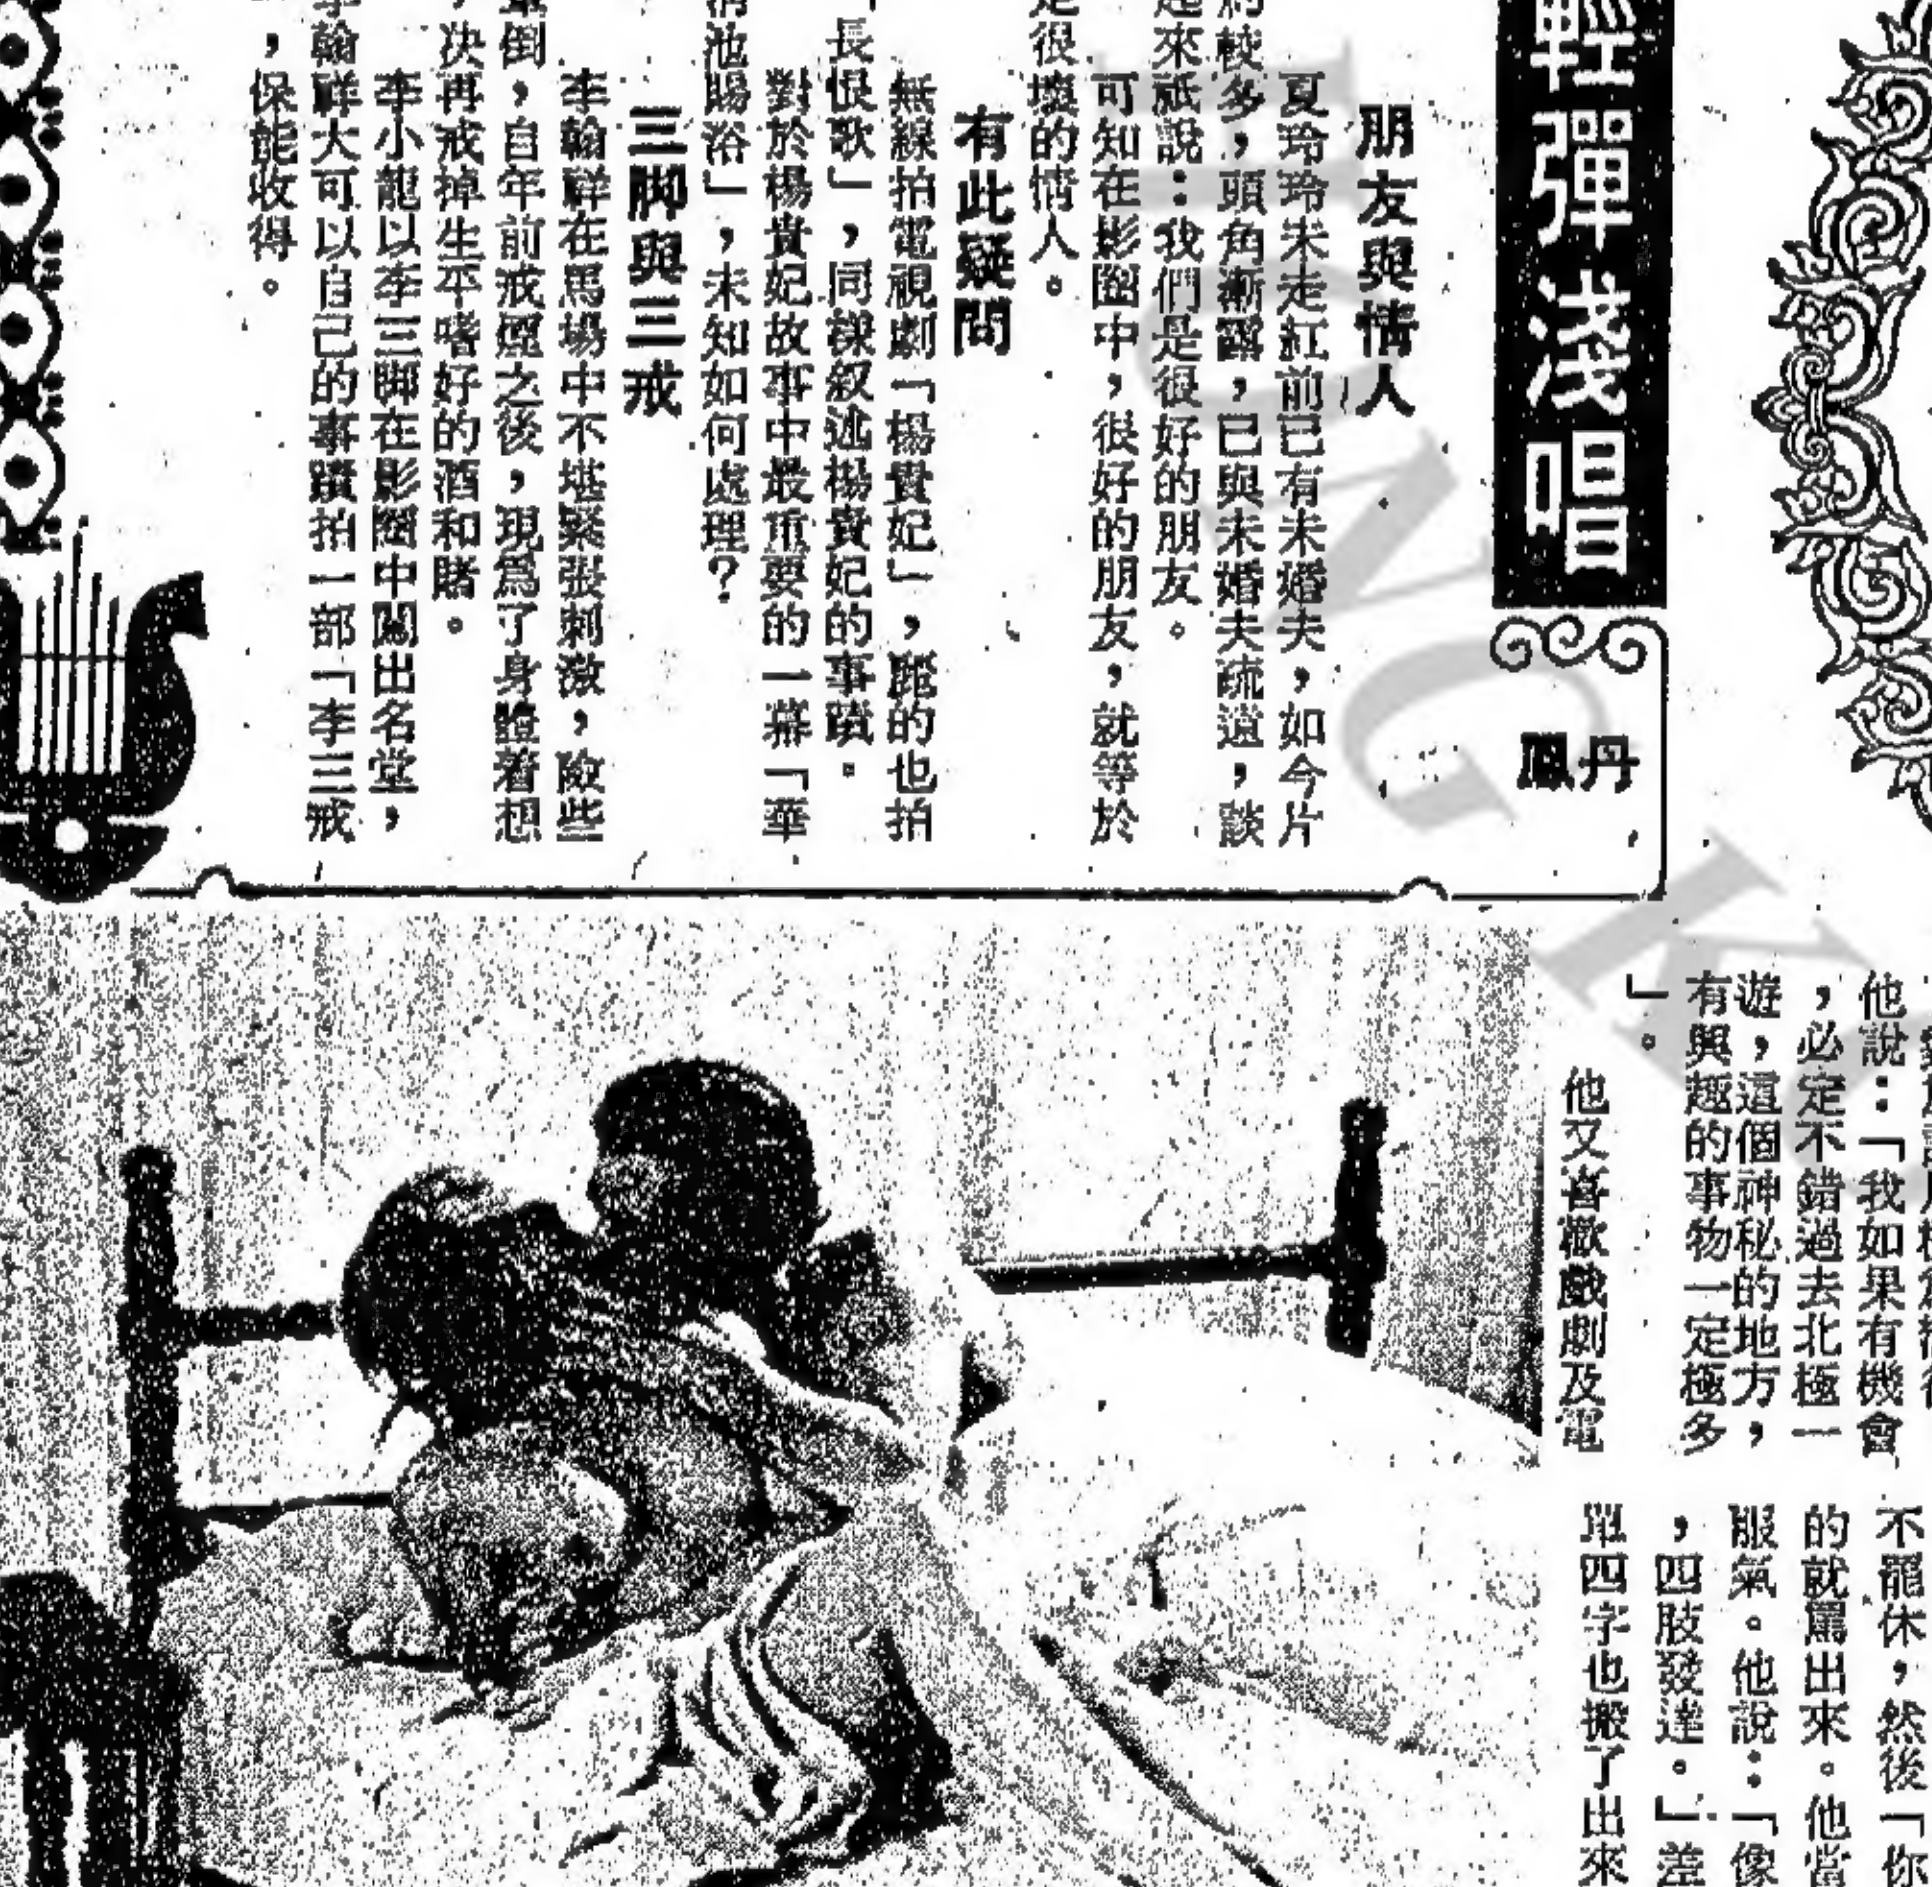 輕彈淺唱
丹鳳
朋友與情人
夏玲玲未走紅前已有未婚夫，如今片
約較多，頭角漸露，已與未婚夫疏遠，談
起來祇說：我們是很好的朋友。
可知在影圈中，很好的朋友，就等於
是很壞的情人。
有此疑問
無線拍電視劇「楊貴妃」，麗的也拍
「長恨歌」，同樣叙述楊貴妃的事蹟。
對於楊貴妃故事中最重要的一幕「華
清池賜浴」，未知如何處理？
三脚與三戒
李翰祥在馬場中不堪緊張刺激，險些
暈倒，自年前戒煙之後，現爲了身體着想
，决再戒掉生平嗜好的酒和賭。
李小龍以李三脚在影圈中闖出名堂，
李翰祥大可以自己的事蹟拍一部「李三戒
，保能收得。
他說：「我如果有機會
，必定不錯過去北極一
遊，這個神秘的地方，
有興趣的事物一定極多
」。
他又喜歡戲劇及電
不罷休，然後「你
的就罵出來。他當
服氣。他說：「像
，四肢發達。」差
單四字也搬了出來
HONG K